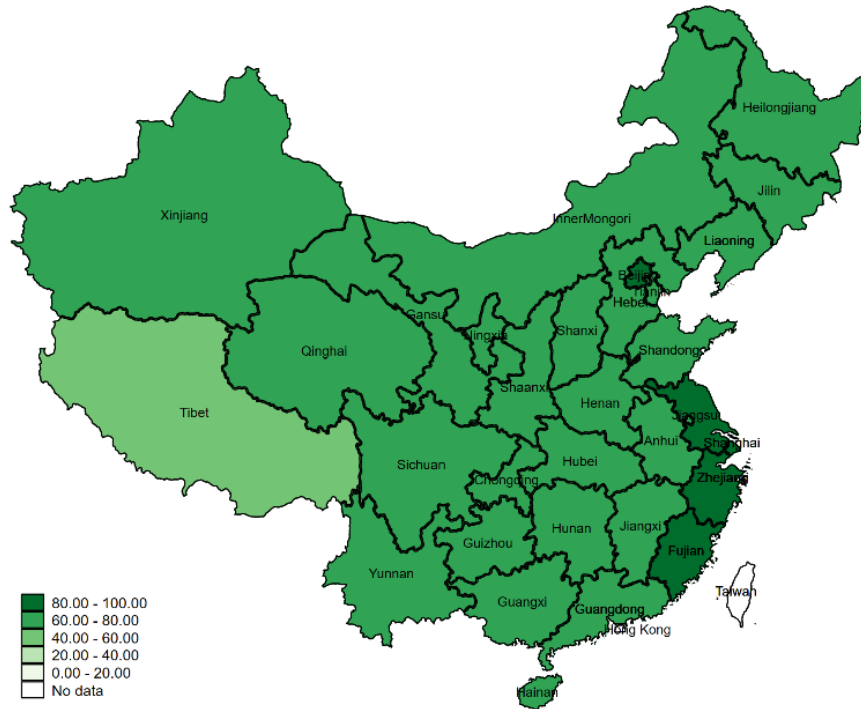 Heilongjiang
Jilin
Xinjiang
InnerMongori
Liaoning
Beijin
Tianjin
Hebei
Gansu
Ningxia
Shanxi
Qinghai
Shandong
Shaanxi
Tibet
Henan
Jiangsu
Anhui
Shanghai
Sichuan
Hubei
Chongqing
Zhejiang
Hunan
Jiangxi
Guizhou
Fujian
Yunnan
Guangxi
Guangdong
Taiwan
Hong Kong
Hainan
80.00 - 100.00
60.00 - 80.00
40.00 - 60.00
20.00 - 40.00
0.00 - 20.00
No data